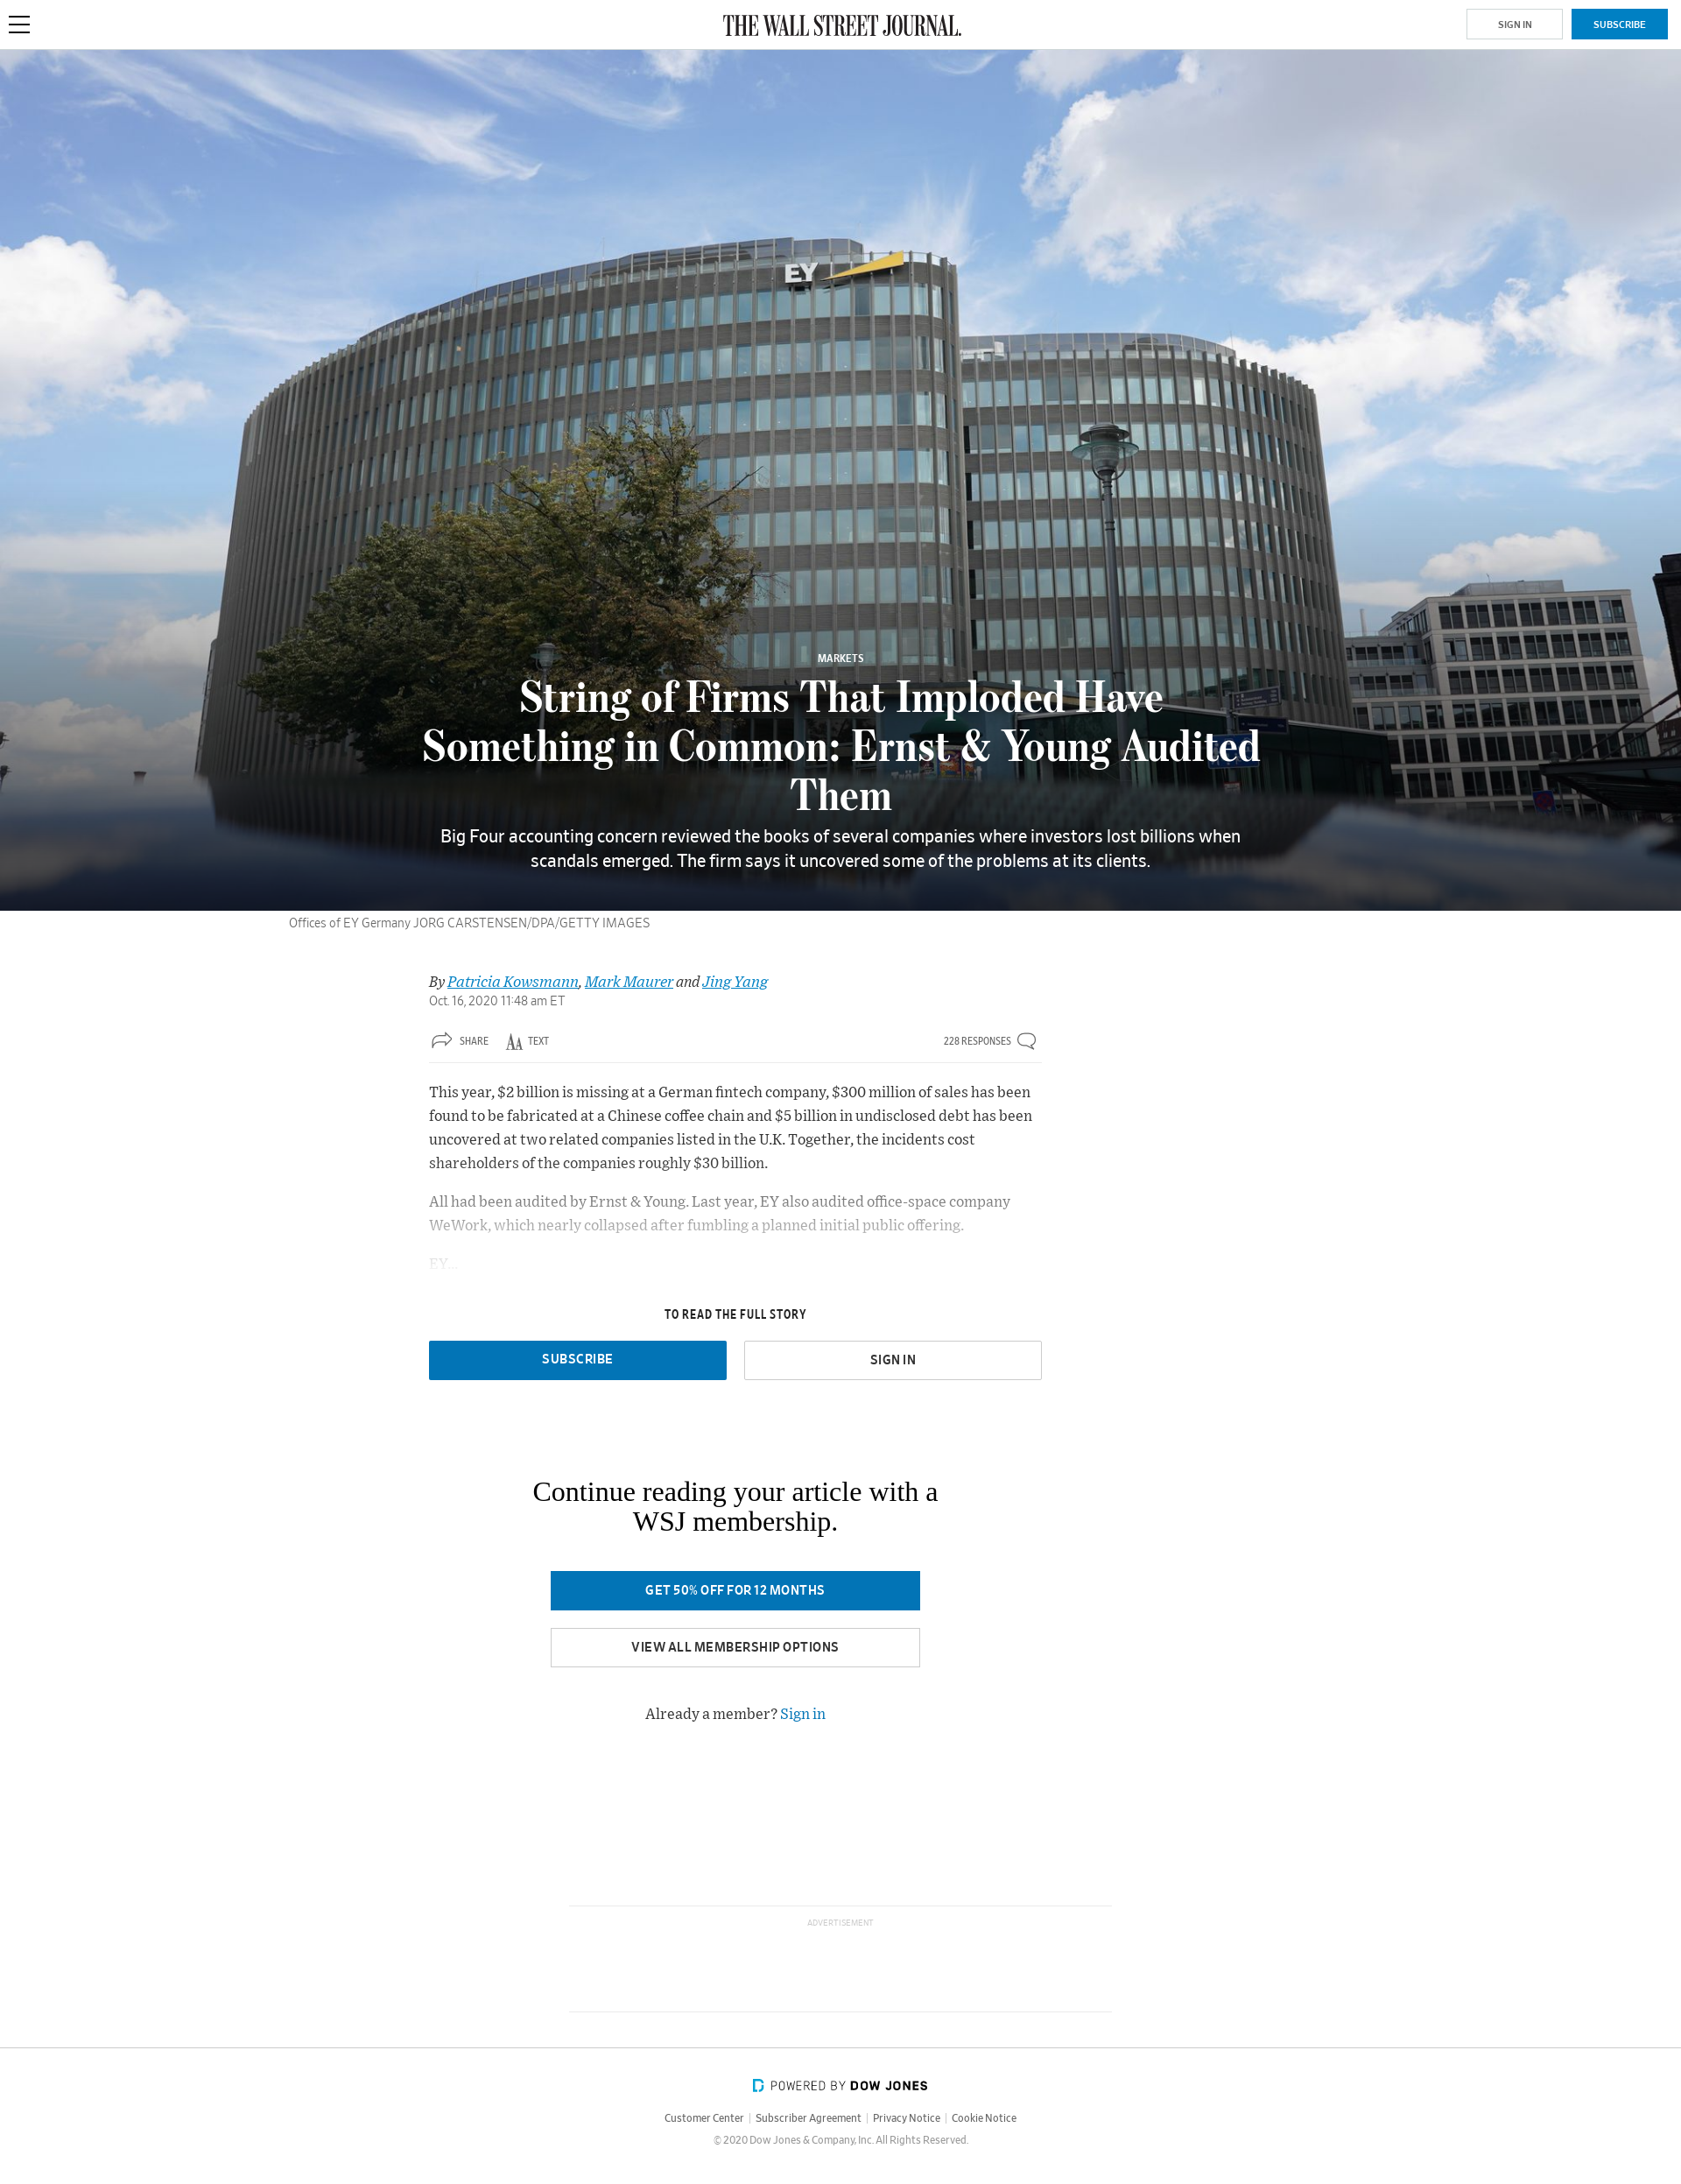 THE WALL STREET JOURNAL.
SIGN IN
SUBSCRIBE
EY
MARKETS
String of Firms That Imploded Have
Something in Common: Ernst & Young Audited
Them
Big Four accounting concern reviewed the books of several companies where investors lost billions when
scandals emerged. The firm says it uncovered some of the problems at its clients.
Offices of EY Germany JORG CARSTENSEN/DPA/GETTY IMAGES
By Patricia Kowsmann, Mark Maurer and Jing Yang
Oct. 16, 2020 11:48 am ET
SHARE
AA TEXT
228 RESPONSES
This year, $2 billion is missing at a German fintech company, $300 million of sales has been
found to be fabricated at a Chinese coffee chain and $5 billion in undisclosed debt has been
uncovered at two related companies listed in the U.K. Together, the incidents cost
shareholders of the companies roughly $30 billion.
All had been audited by Ernst & Young. Last year, EY also audited office-space company
WeWork, which nearly collapsed after fumbling a planned initial public offering.
EY...
TO READ THE FULL STORY
SUBSCRIBE
SIGN IN
Continue reading your article with a
WSJ membership.
GET 50% OFF FOR 12 MONTHS
VIEW ALL MEMBERSHIP OPTIONS
Already a member? Sign in
ADVERTISEMENT
POWERED BY DOW JONES
Customer Center | Subscriber Agreement | Privacy Notice | Cookie Notice
© 2020 Dow Jones & Company, Inc. All Rights Reserved.